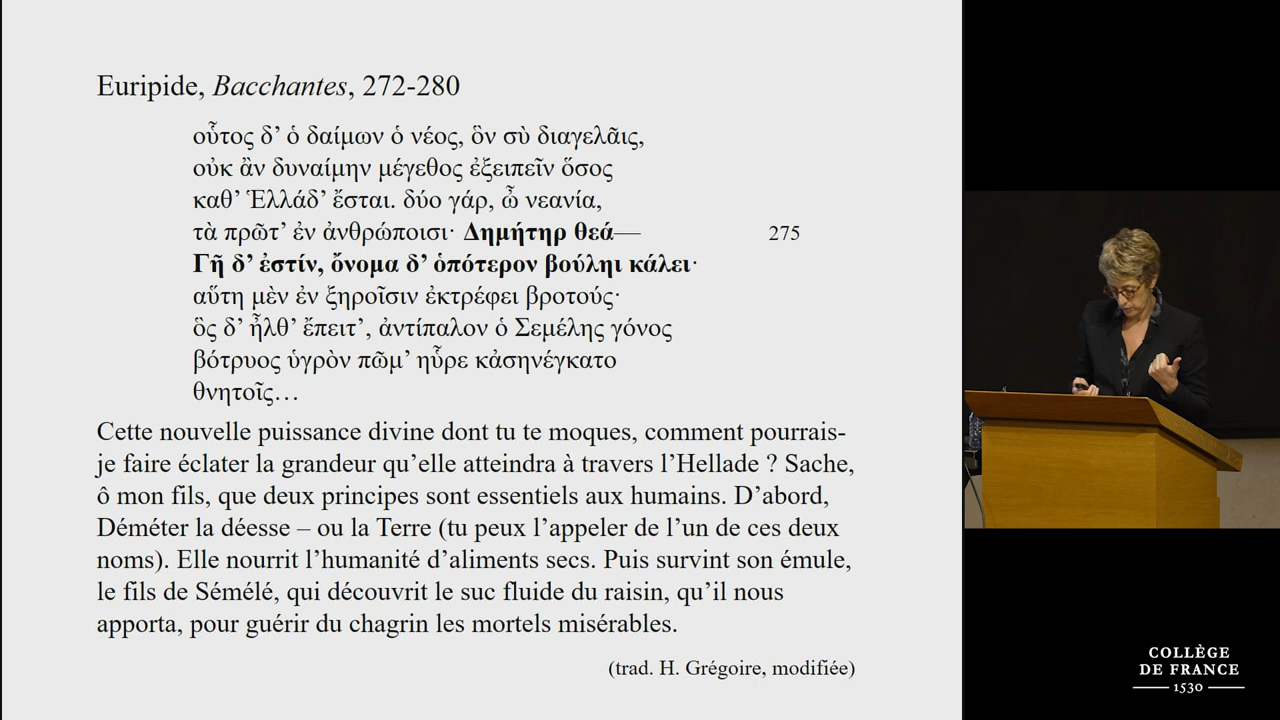 Euripide, Bacchantes, 272-280
οὗτος δ’ ὁ δαίμων ὁ νέος, ὃν σὺ διαγελᾶις,
οὐκ ἂν δυναίμην μέγεθος ἐξειπεῖν ὅσος
καθ’ Ἑλλάδ’ ἔσται. δύο γάρ, ὦ νεανία,
τὰ πρῶτ’ ἐν ἀνθρώποισι· Δημήτηρ θεά— 275
Γῆ δ’ ἐστίν, ὄνομα δ’ ὁπότερον βούληι κάλει·
αὕτη μὲν ἐν ξηροῖσιν ἐκτρέφει βροτούς·
ὃς δ’ ἦλθ’ ἔπειτ’, ἀντίπαλον ὁ Σεμέλης γόνος
βότρυος ὑγρὸν πῶμ’ ηὗρε κἀσηνέγκατο
θνητοῖς…
Cette nouvelle puissance divine dont tu te moques, comment pourrais-
je faire éclater la grandeur qu’elle atteindra à travers l’Hellade ? Sache,
ô mon fils, que deux principes sont essentiels aux humains. D’abord,
Déméter la déesse – ou la Terre (tu peux l’appeler de l’un de ces deux
noms). Elle nourrit l’humanité d’aliments secs. Puis survint son émule,
le fils de Sémélé, qui découvrit le suc fluide du raisin, qu’il nous
apporta, pour guérir du chagrin les mortels misérables.
(trad. H. Grégoire, modifiée)
COLLÈGE
DE FRANCE
1530